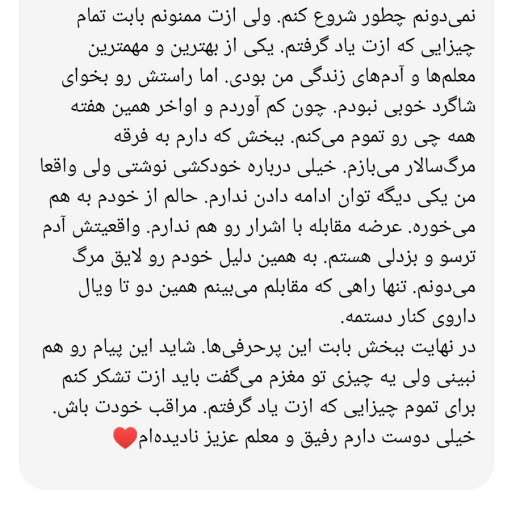 نمی‌دونم چطور شروع کنم. ولی ازت ممنونم بابت تمام
چیزایی که ازت یاد گرفتم. یکی از بهترین و مهمترین
معلم‌ها و آدم‌های زندگی من بودی. اما راستش رو بخوای
شاگرد خوبی نبودم. چون کم آوردم و اواخر همین هفته
همه چی رو تموم می‌کنم. ببخش که دارم به فرقه
مرگ‌سالار می‌بازم. خیلی درباره خودکشی نوشتی ولی واقعا
من یکی دیگه توان ادامه دادن ندارم. حالم از خودم به هم
می‌خوره. عرضه مقابله با اشرار رو هم ندارم. واقعیتش آدم
ترسو و بزدلی هستم. به همین دلیل خودم رو لایق مرگ
می‌دونم. تنها راهی که مقابلم می‌بینم همین دو تا ویال
داروی کنار دستمه.
در نهایت ببخش بابت این پرحرفی‌ها. شاید این پیام رو هم
نبینی ولی یه چیزی تو مغزم می‌گفت باید ازت تشکر کنم
برای تموم چیزایی که ازت یاد گرفتم. مراقب خودت باش.
خیلی دوست دارم رفیق و معلم عزیز نادیده‌ام❤️